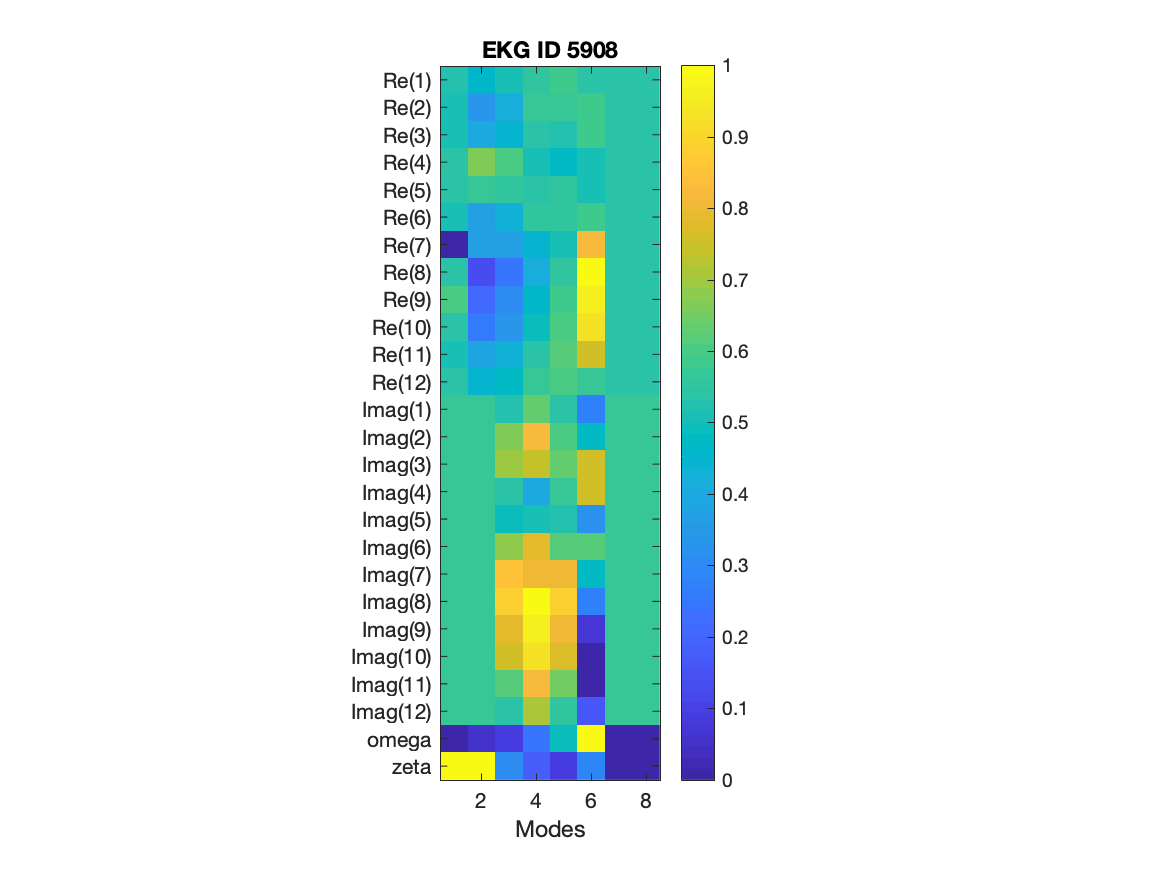 EKG ID 5908
Re(1)
Re(2)
Re(3)
Re(4)
Re(5)
Re(6)
Re(7)
Re(8)
Re(9)
Re(10)
Re(11)
Re(12)
Imag(1)
Imag(2)
Imag(3)
Imag(4)
Imag(5)
Imag(6)
Imag(7)
Imag(8)
Imag(9)
Imag(10)
Imag(11)
Imag(12)
omega
zeta
2 4 6 8
Modes
1
0.9
0.8
0.7
0.6
0.5
0.4
0.3
0.2
0.1
0